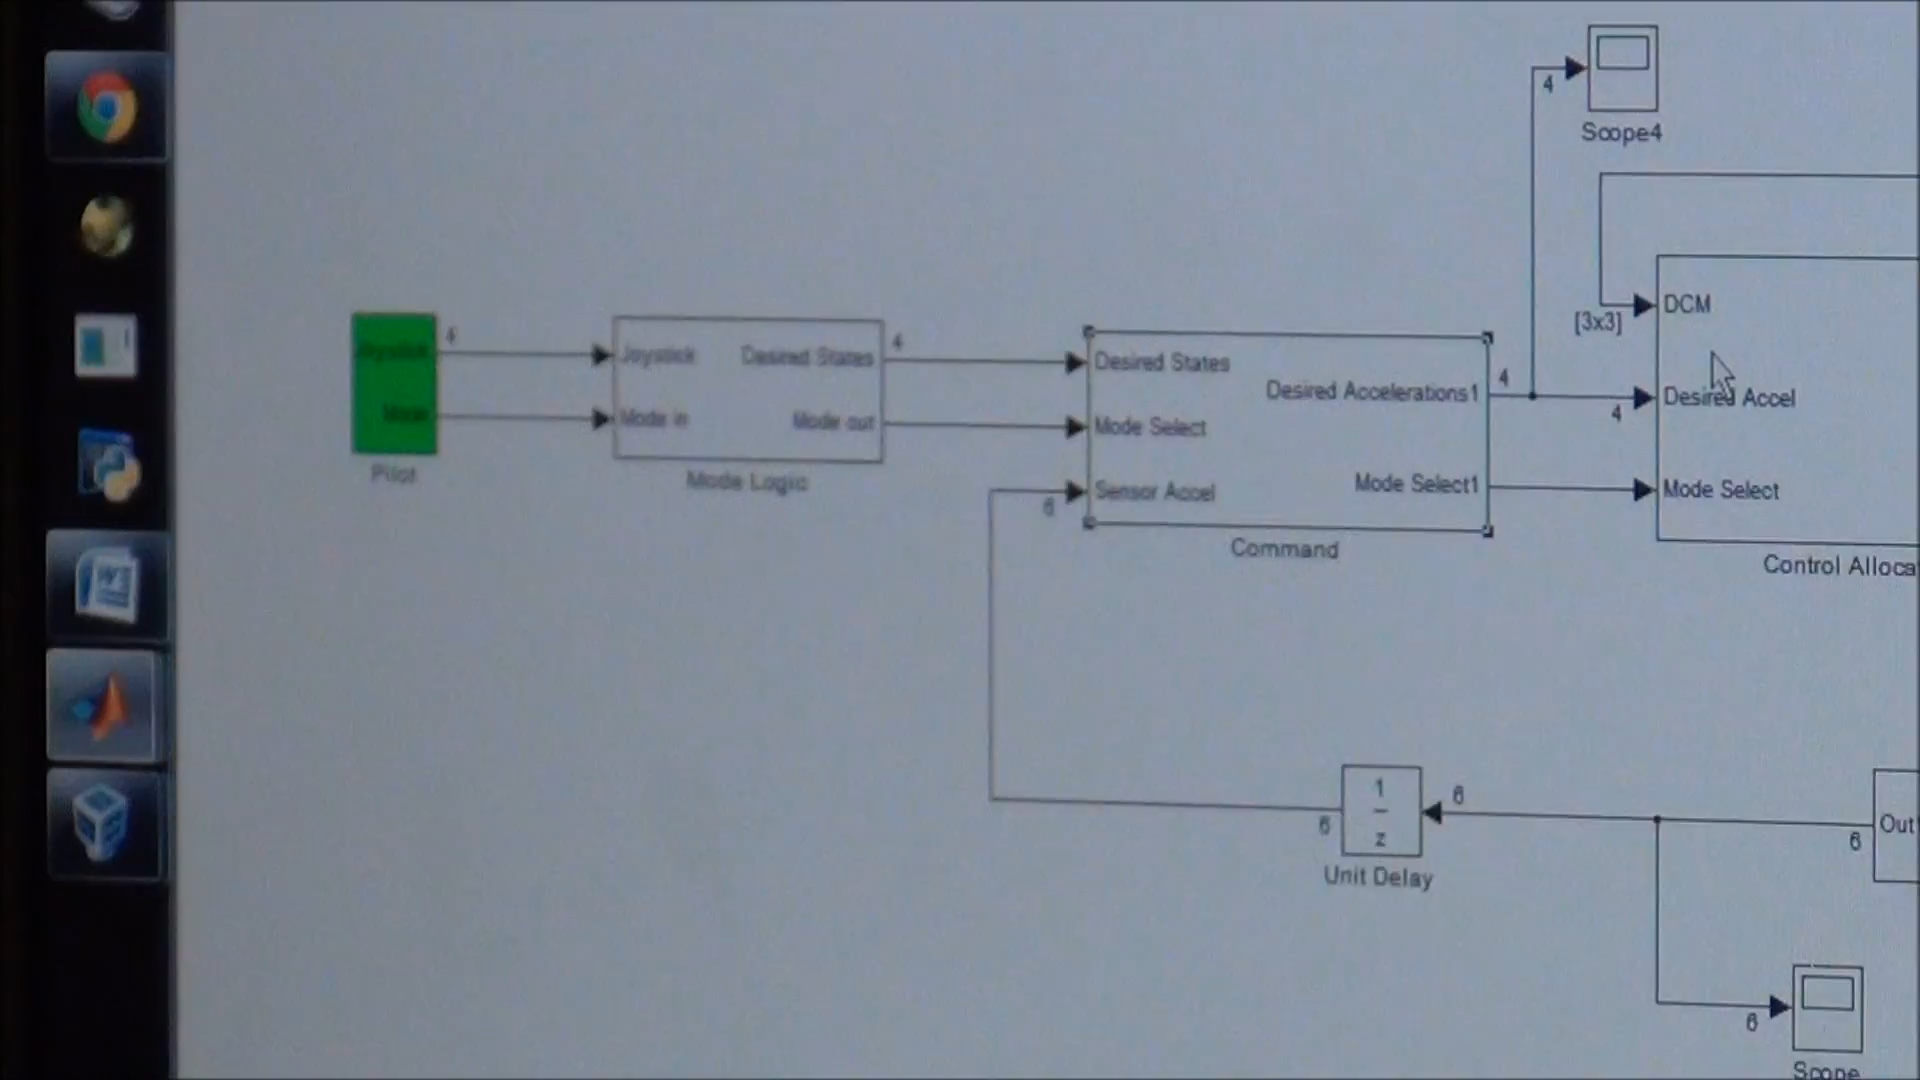 4
Scope4
DCM
[3x3]
Joystick 4
Joystick Desired States 4
Desired States
Desired Accelerations1 4
4 Desired Accel
Mode
Mode in Mode out
Mode Select
Pilot
Mode Logic
6 Sensor Accel
Mode Select1
Mode Select
Command
Control Alloca
1
z
6
6
Unit Delay
6
Out
6
Scope